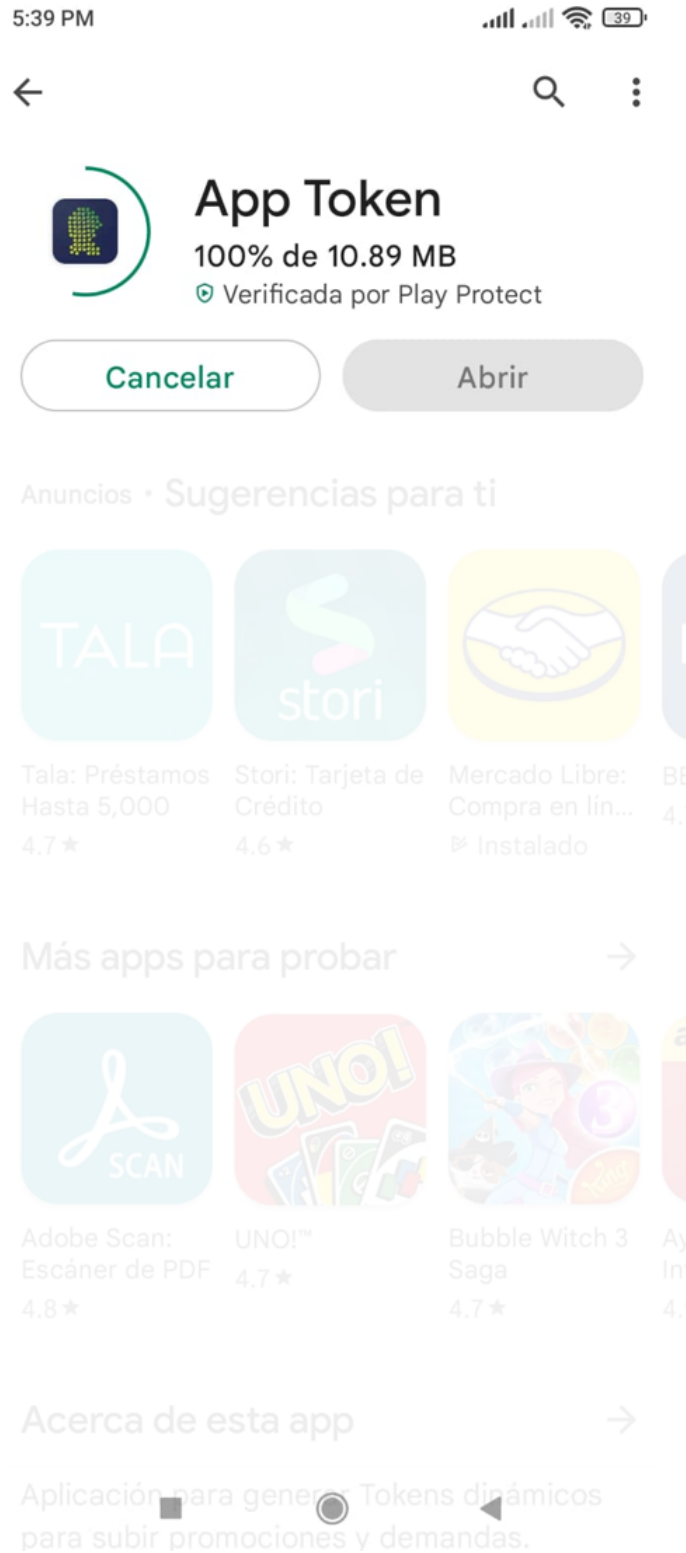 5:39 PM
39
App Token
100% de 10.89 MB
Verificada por Play Protect
Cancelar
Abrir
Anuncios • Sugerencias para ti
TALA
stori
Tala: Préstamos
Hasta 5,000
4.7★
Stori: Tarjeta de
Crédito
4.6★
Mercado Libre:
Compra en lín...
Instalado
Más apps para probar
SCAN
UNO!
3
King
Adobe Scan:
Escáner de PDF
4.8★
UNO!™
4.7★
Bubble Witch 3
Saga
4.7★
Acerca de esta app
Aplicación para generar Tokens dinámicos
para subir promociones y demandas.